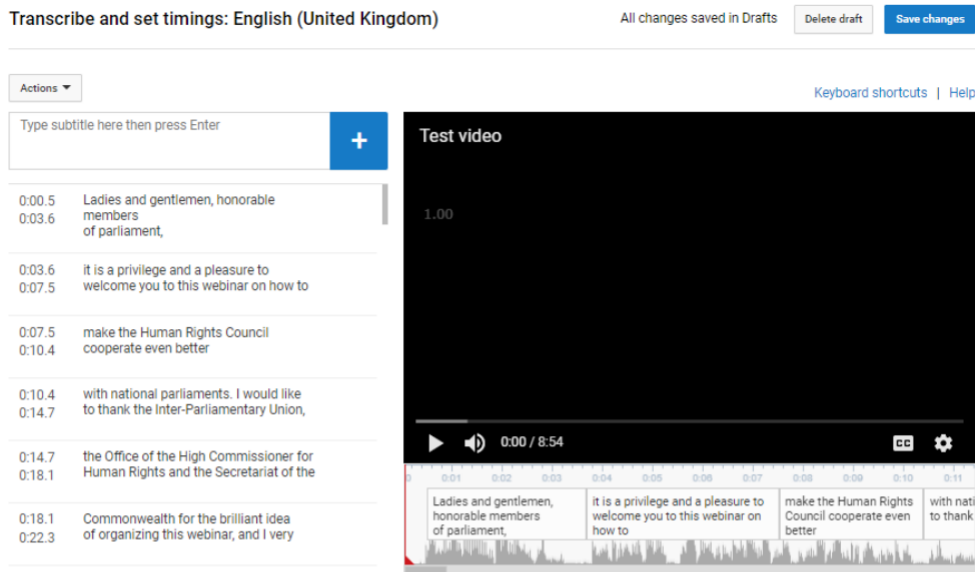 Transcribe and set timings: English (United Kingdom)
All changes saved in Drafts
Delete draft
Save changes
Actions
Keyboard shortcuts | Help
Type subtitle here then press Enter
+
0:00.5
0:03.6
Ladies and gentlemen, honorable
members
of parliament,
0:03.6
0:07.5
it is a privilege and a pleasure to
welcome you to this webinar on how to
0:07.5
0:10.4
make the Human Rights Council
cooperate even better
0:10.4
0:14.7
with national parliaments. I would like
to thank the Inter-Parliamentary Union,
0:14.7
0:18.1
the Office of the High Commissioner for
Human Rights and the Secretariat of the
0:18.1
0:22.3
Commonwealth for the brilliant idea
of organizing this webinar, and I very
Test video
1.00
0:00 / 8:54
CC
0 0:01 0:02 0:03 0:04 0:05 0:06 0:07 0:08 0:09 0:10 0:11
Ladies and gentlemen,
honorable members
of parliament,
it is a privilege and a pleasure to
welcome you to this webinar on
how to
make the Human Rights
Council cooperate even
better
with nati
to thank